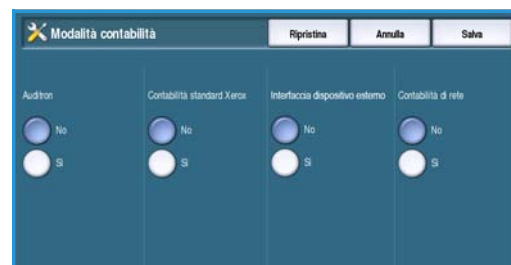 Modalità contabilità
Ripristina
Annulla
Salva
Auditron
Contabilità standard Xerox
Interfaccia dispositivo esterno
Contabilità di rete
No
No
No
No
Sì
Sì
Sì
Sì